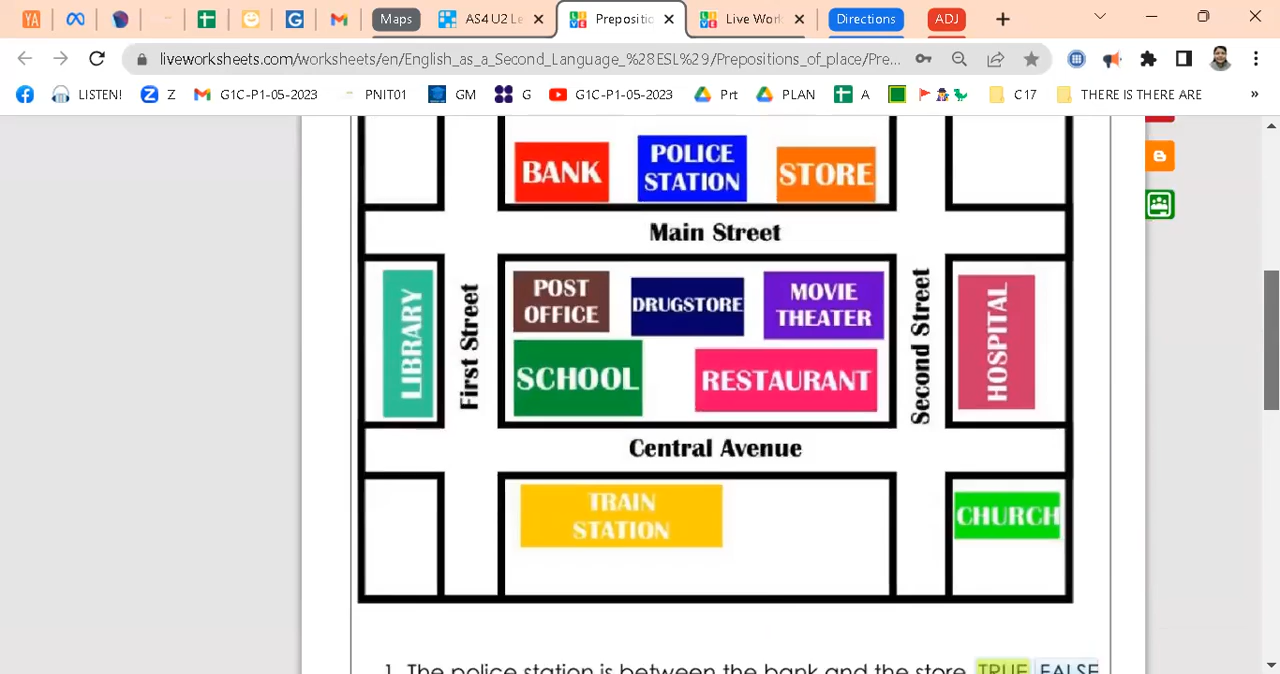 YA
Maps
AS4 U2 Le
Prepositio
Live Work
Directions
ADJ
liveworksheets.com/worksheets/en/English_as_a_Second_Language_%28ESL%29/Prepositions_of_place/Pre...
LISTEN!
Z
G1C-P1-05-2023
PNIT01
GM
G
G1C-P1-05-2023
Prt
PLAN
A
C17
THERE IS THERE ARE
»
BANK
POLICE
STATION
STORE
Main Street
LIBRARY
First Street
POST
OFFICE
DRUGSTORE
MOVIE
THEATER
Second Street
HOSPITAL
SCHOOL
RESTAURANT
Central Avenue
TRAIN
STATION
CHURCH
1. The police station is between the bank and the store. TRUE FALSE